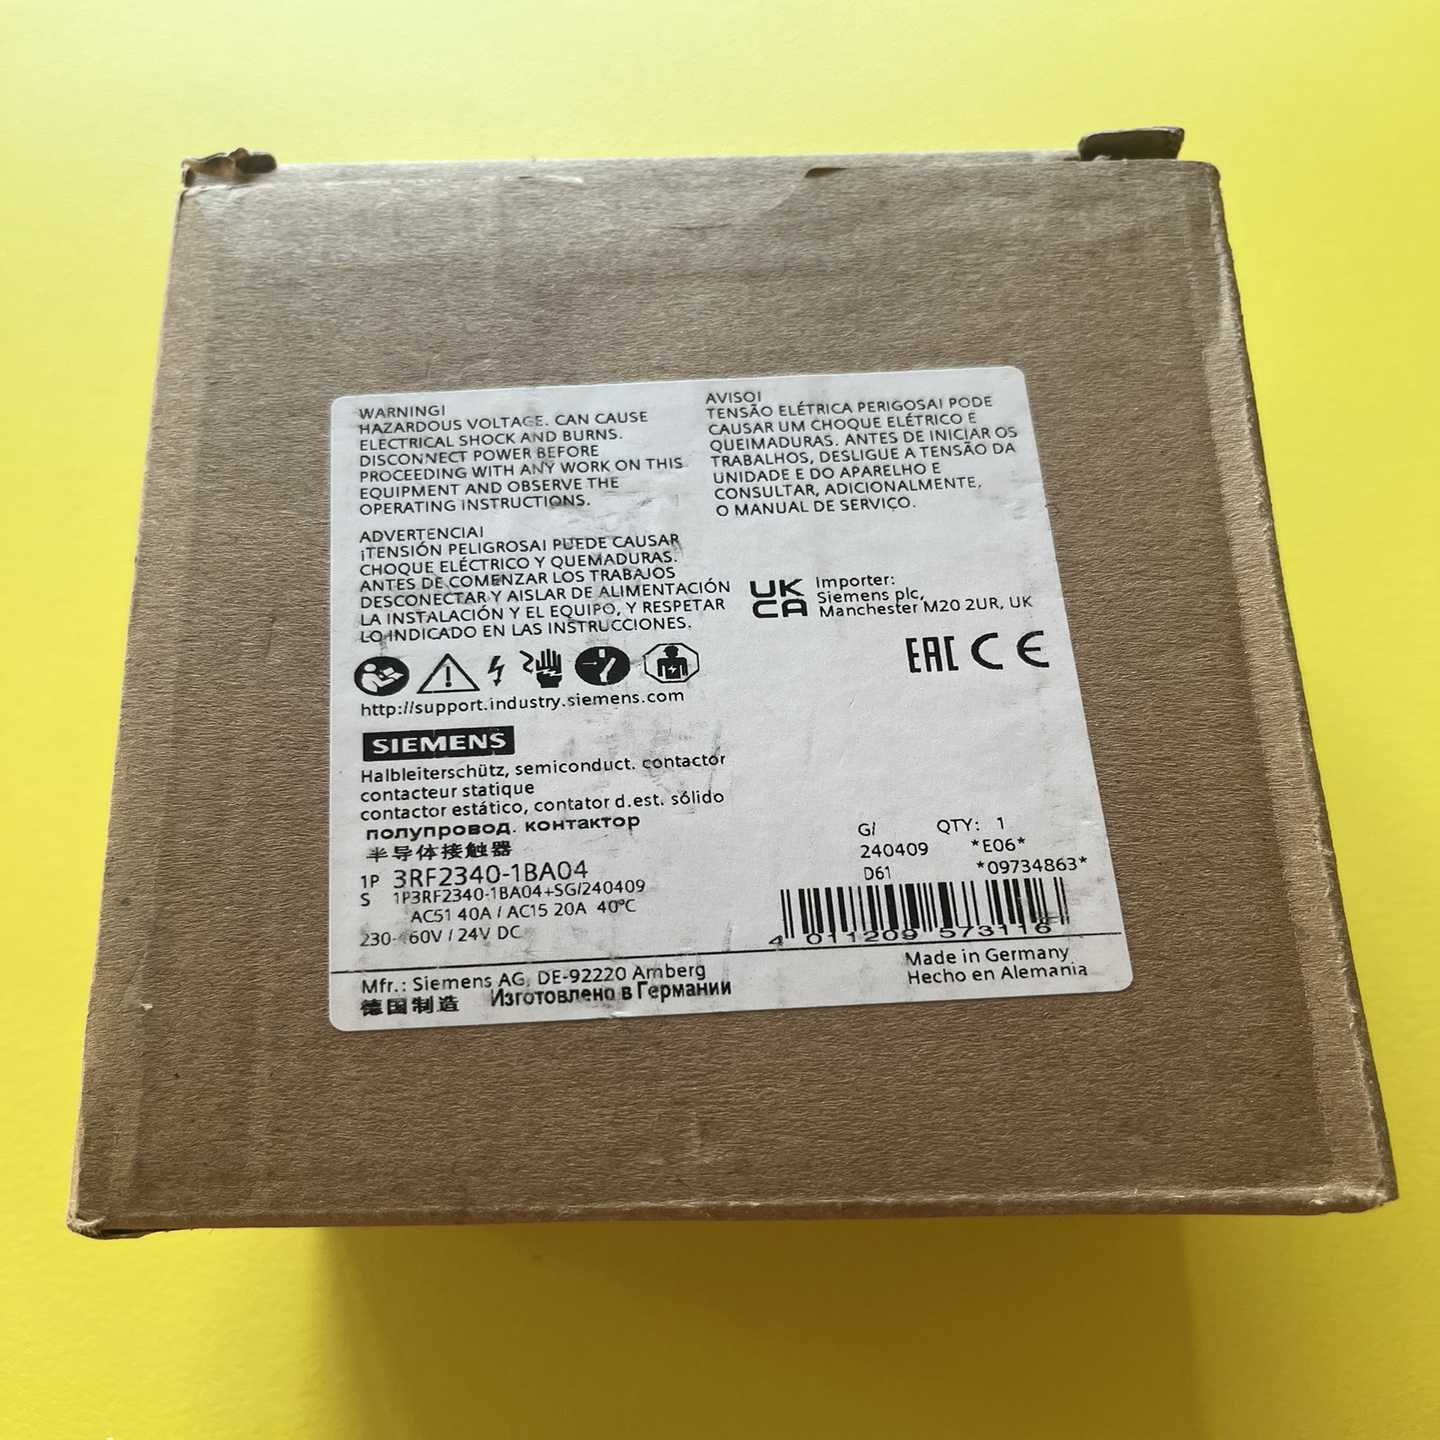 WARNING!
HAZARDOUS VOLTAGE. CAN CAUSE
ELECTRICAL SHOCK AND BURNS.
DISCONNECT POWER BEFORE
PROCEEDING WITH ANY WORK ON THIS
EQUIPMENT AND OBSERVE THE
OPERATING INSTRUCTIONS.
ADVERTENCIA!
¡TENSIÓN PELIGROSA! PUEDE CAUSAR
CHOQUE ELÉCTRICO Y QUEMADURAS.
ANTES DE COMENZAR LOS TRABAJOS
DESCONECTAR Y AISLAR DE ALIMENTACIÓN
LA INSTALACIÓN Y EL EQUIPO, Y RESPETAR
LO INDICADO EN LAS INSTRUCCIONES.
AVISO!
TENSÃO ELÉTRICA PERIGOSA! PODE
CAUSAR UM CHOQUE ELÉTRICO E
QUEIMADURAS. ANTES DE INICIAR OS
TRABALHOS, DESLIGUE A TENSÃO DA
UNIDADE E DO APARELHO E
CONSULTAR, ADICIONALMENTE,
O MANUAL DE SERVIÇO.
UK
CA
Importer:
Siemens plc,
Manchester M20 2UR, UK
EAC CE
http://support.industry.siemens.com
SIEMENS
Halbleiterschütz, semiconduct. contactor
contacteur statique
contactor estático, contator d.est. sólido
полупровод. контактор
半导体接触器
1P 3RF2340-1BA04
S 1P3RF2340-1BA04+SG/240409
AC51 40A / AC15 20A 40°C
230-460V / 24V DC
G/ QTY: 1
240409 *E06*
D61 *09734863*
4 011209 573116
Mfr.: Siemens AG, DE-92220 Amberg
德国制造 Изготовлено в Германии
Made in Germany
Hecho en Alemania